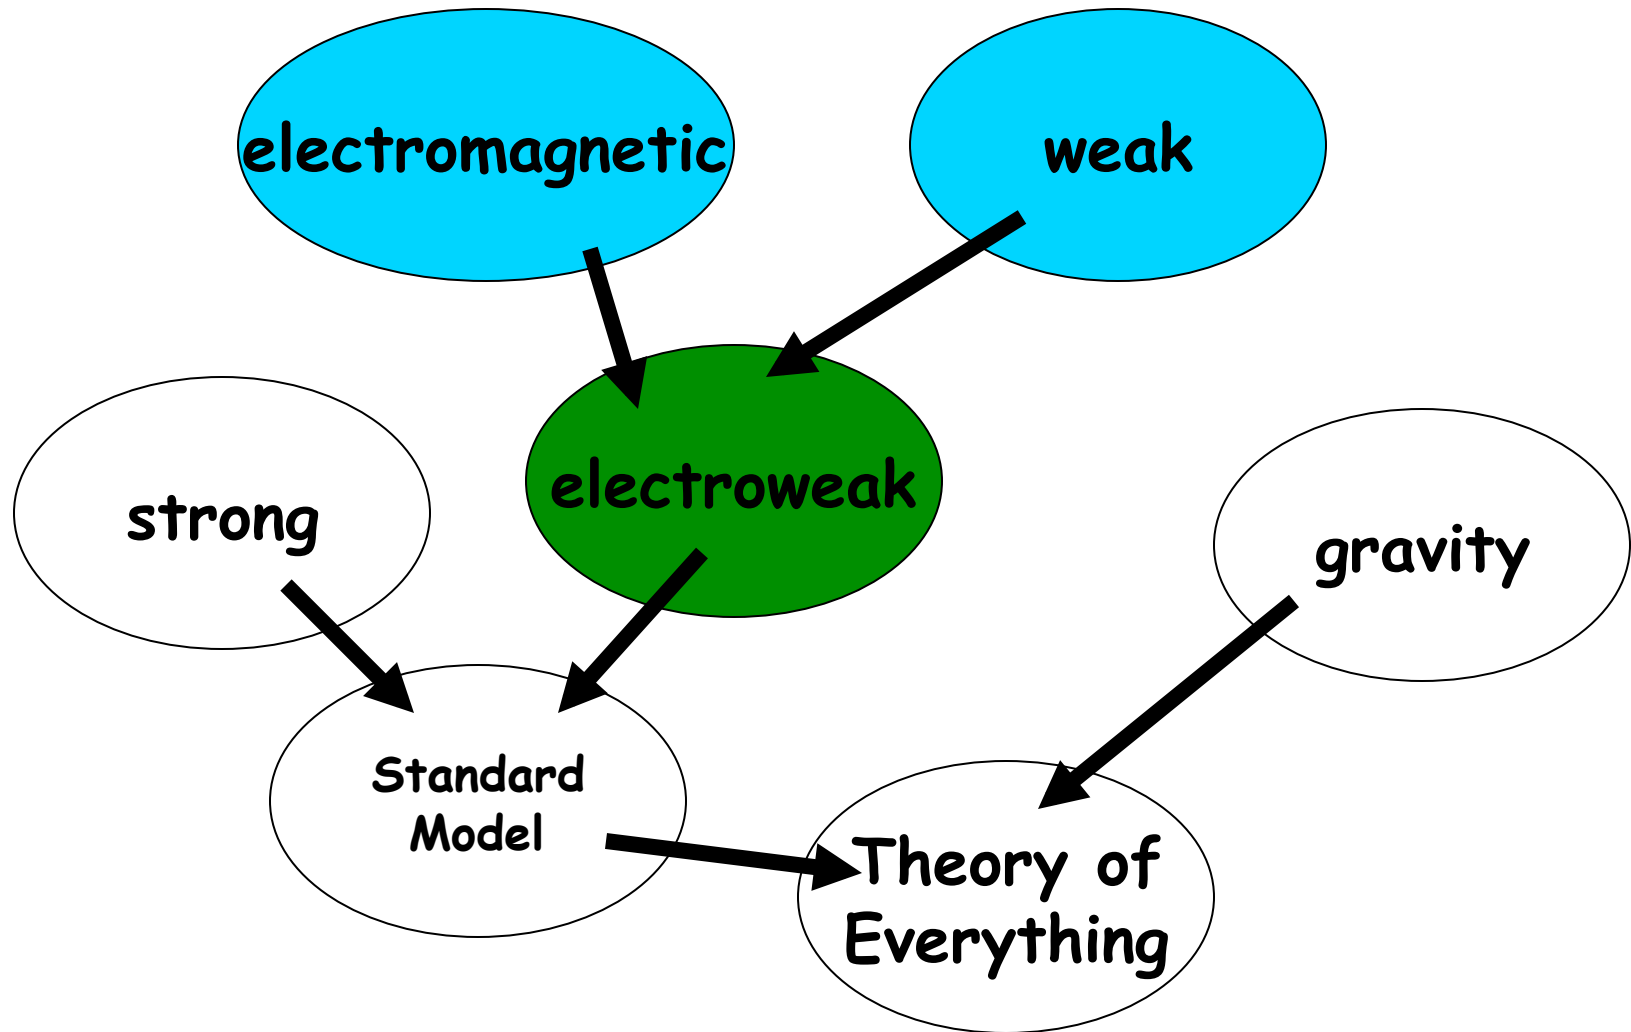 electromagnetic
weak
electroweak
strong
gravity
Standard
Model
Theory of
Everything